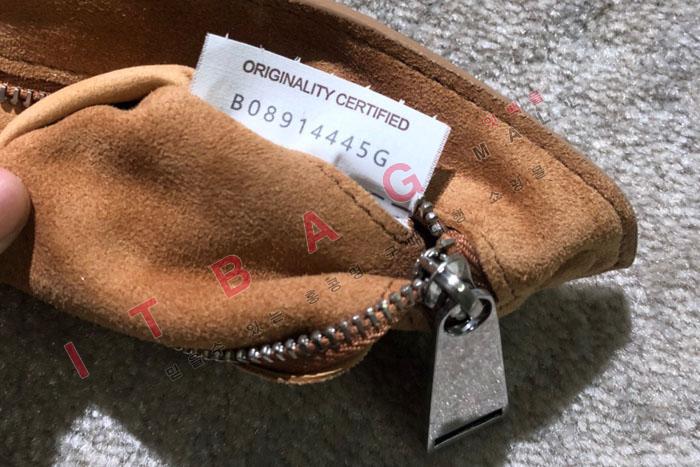 ORIGINALITY CERTIFIED
B08914445G
ITBAG MALL